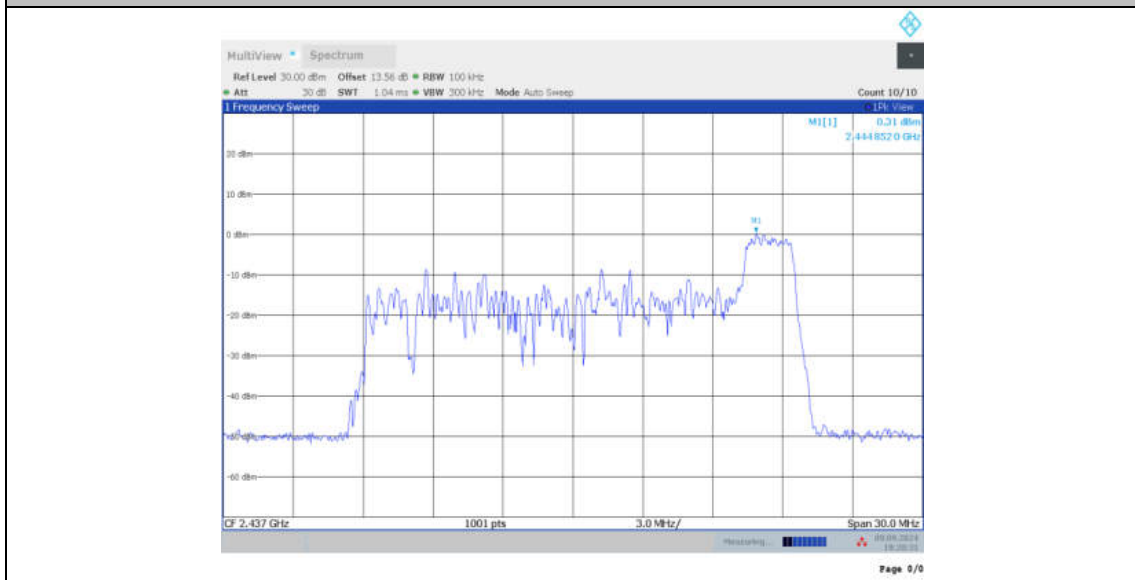 MultiView Spectrum
Ref Level 30.00 dBm Offset 13.56 dB RBW 100 kHz
Att 30 dB SWT 1.04 ms VBW 300 kHz Mode Auto Sweep Count 10/10
1 Frequency Sweep 1Pk View
M1[1] 0.31 dBm
2.4448520 GHz
20 dBm
10 dBm
M1
0 dBm
-10 dBm
-20 dBm
-30 dBm
-40 dBm
-50 dBm
-60 dBm
CF 2.437 GHz 1001 pts 3.0 MHz/ Span 30.0 MHz
Measuring...
Page 0/0